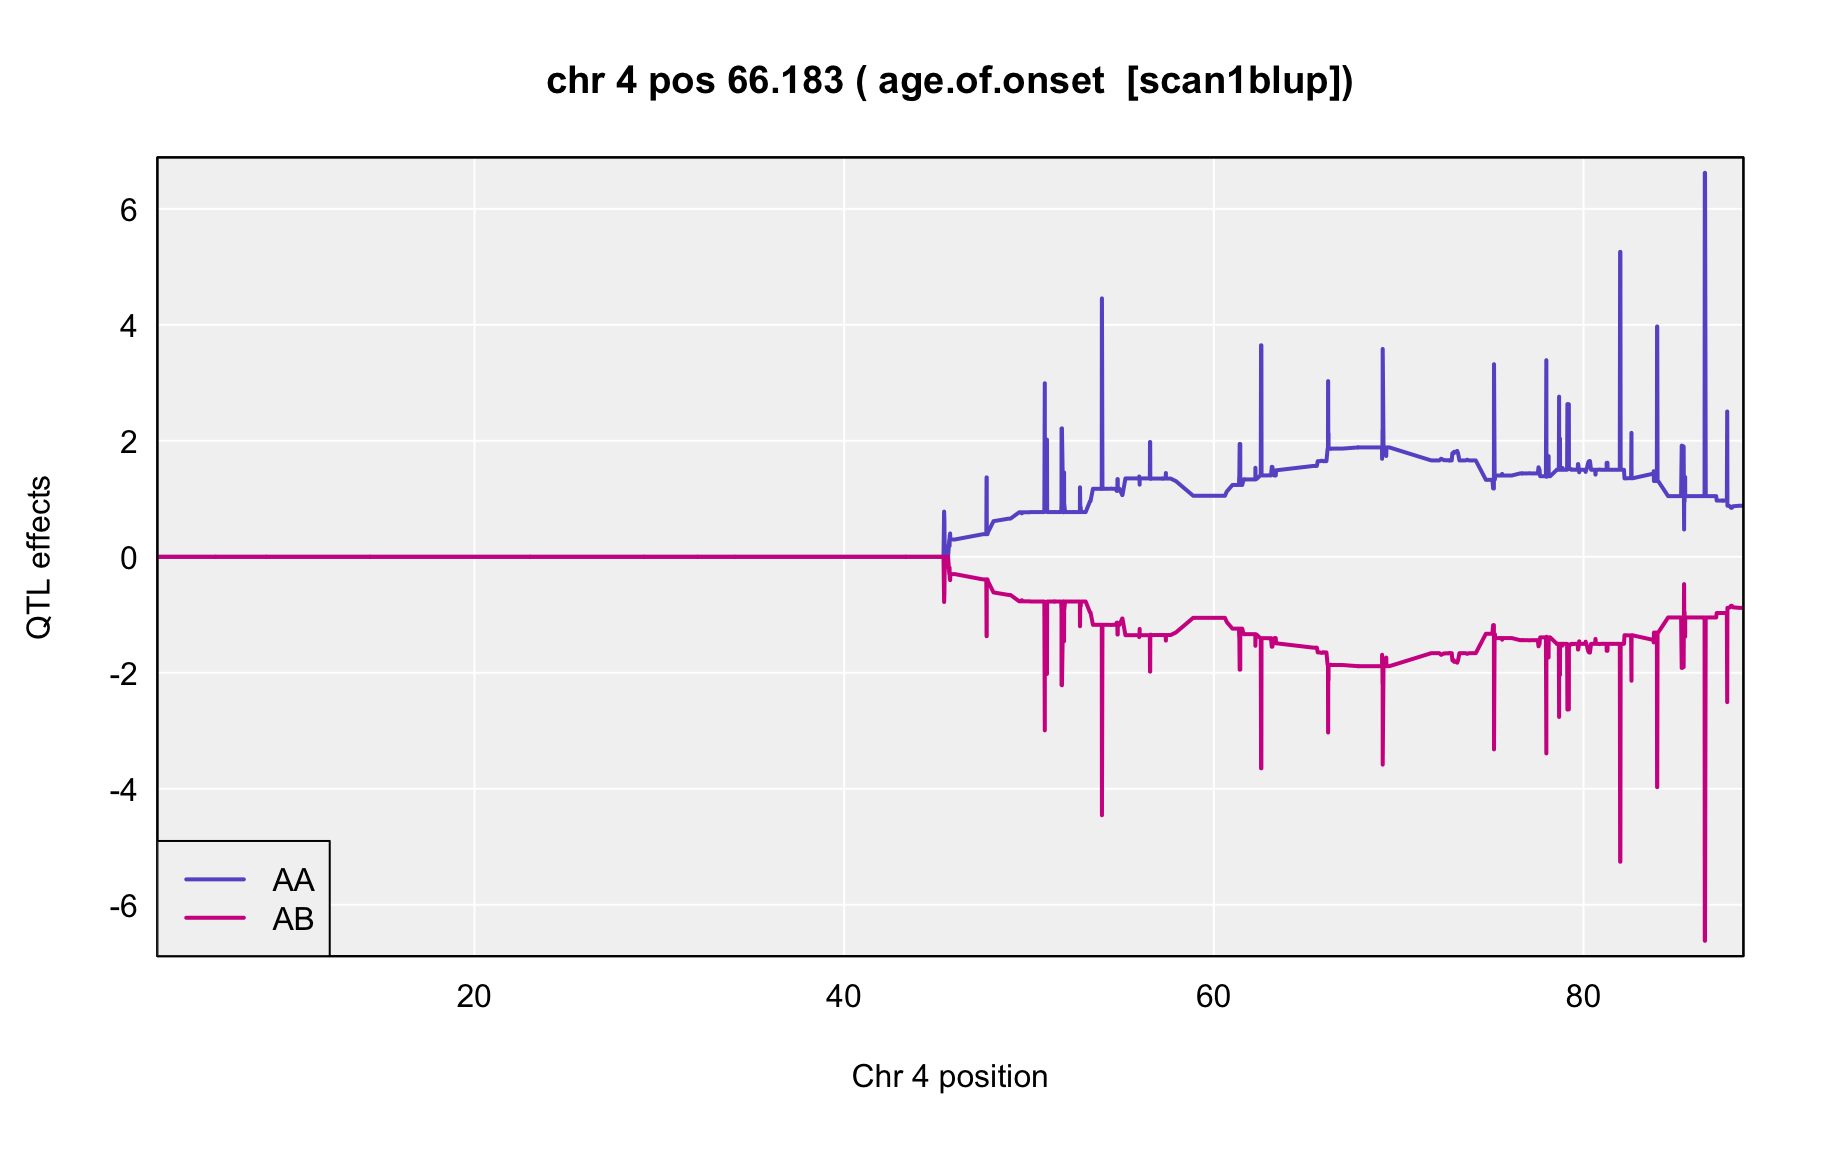 chr 4 pos 66.183 ( age.of.onset  [scan1blup])
QTL effects
6
4
2
0
-2
-4
-6
AA
AB
20 40 60 80
Chr 4 position